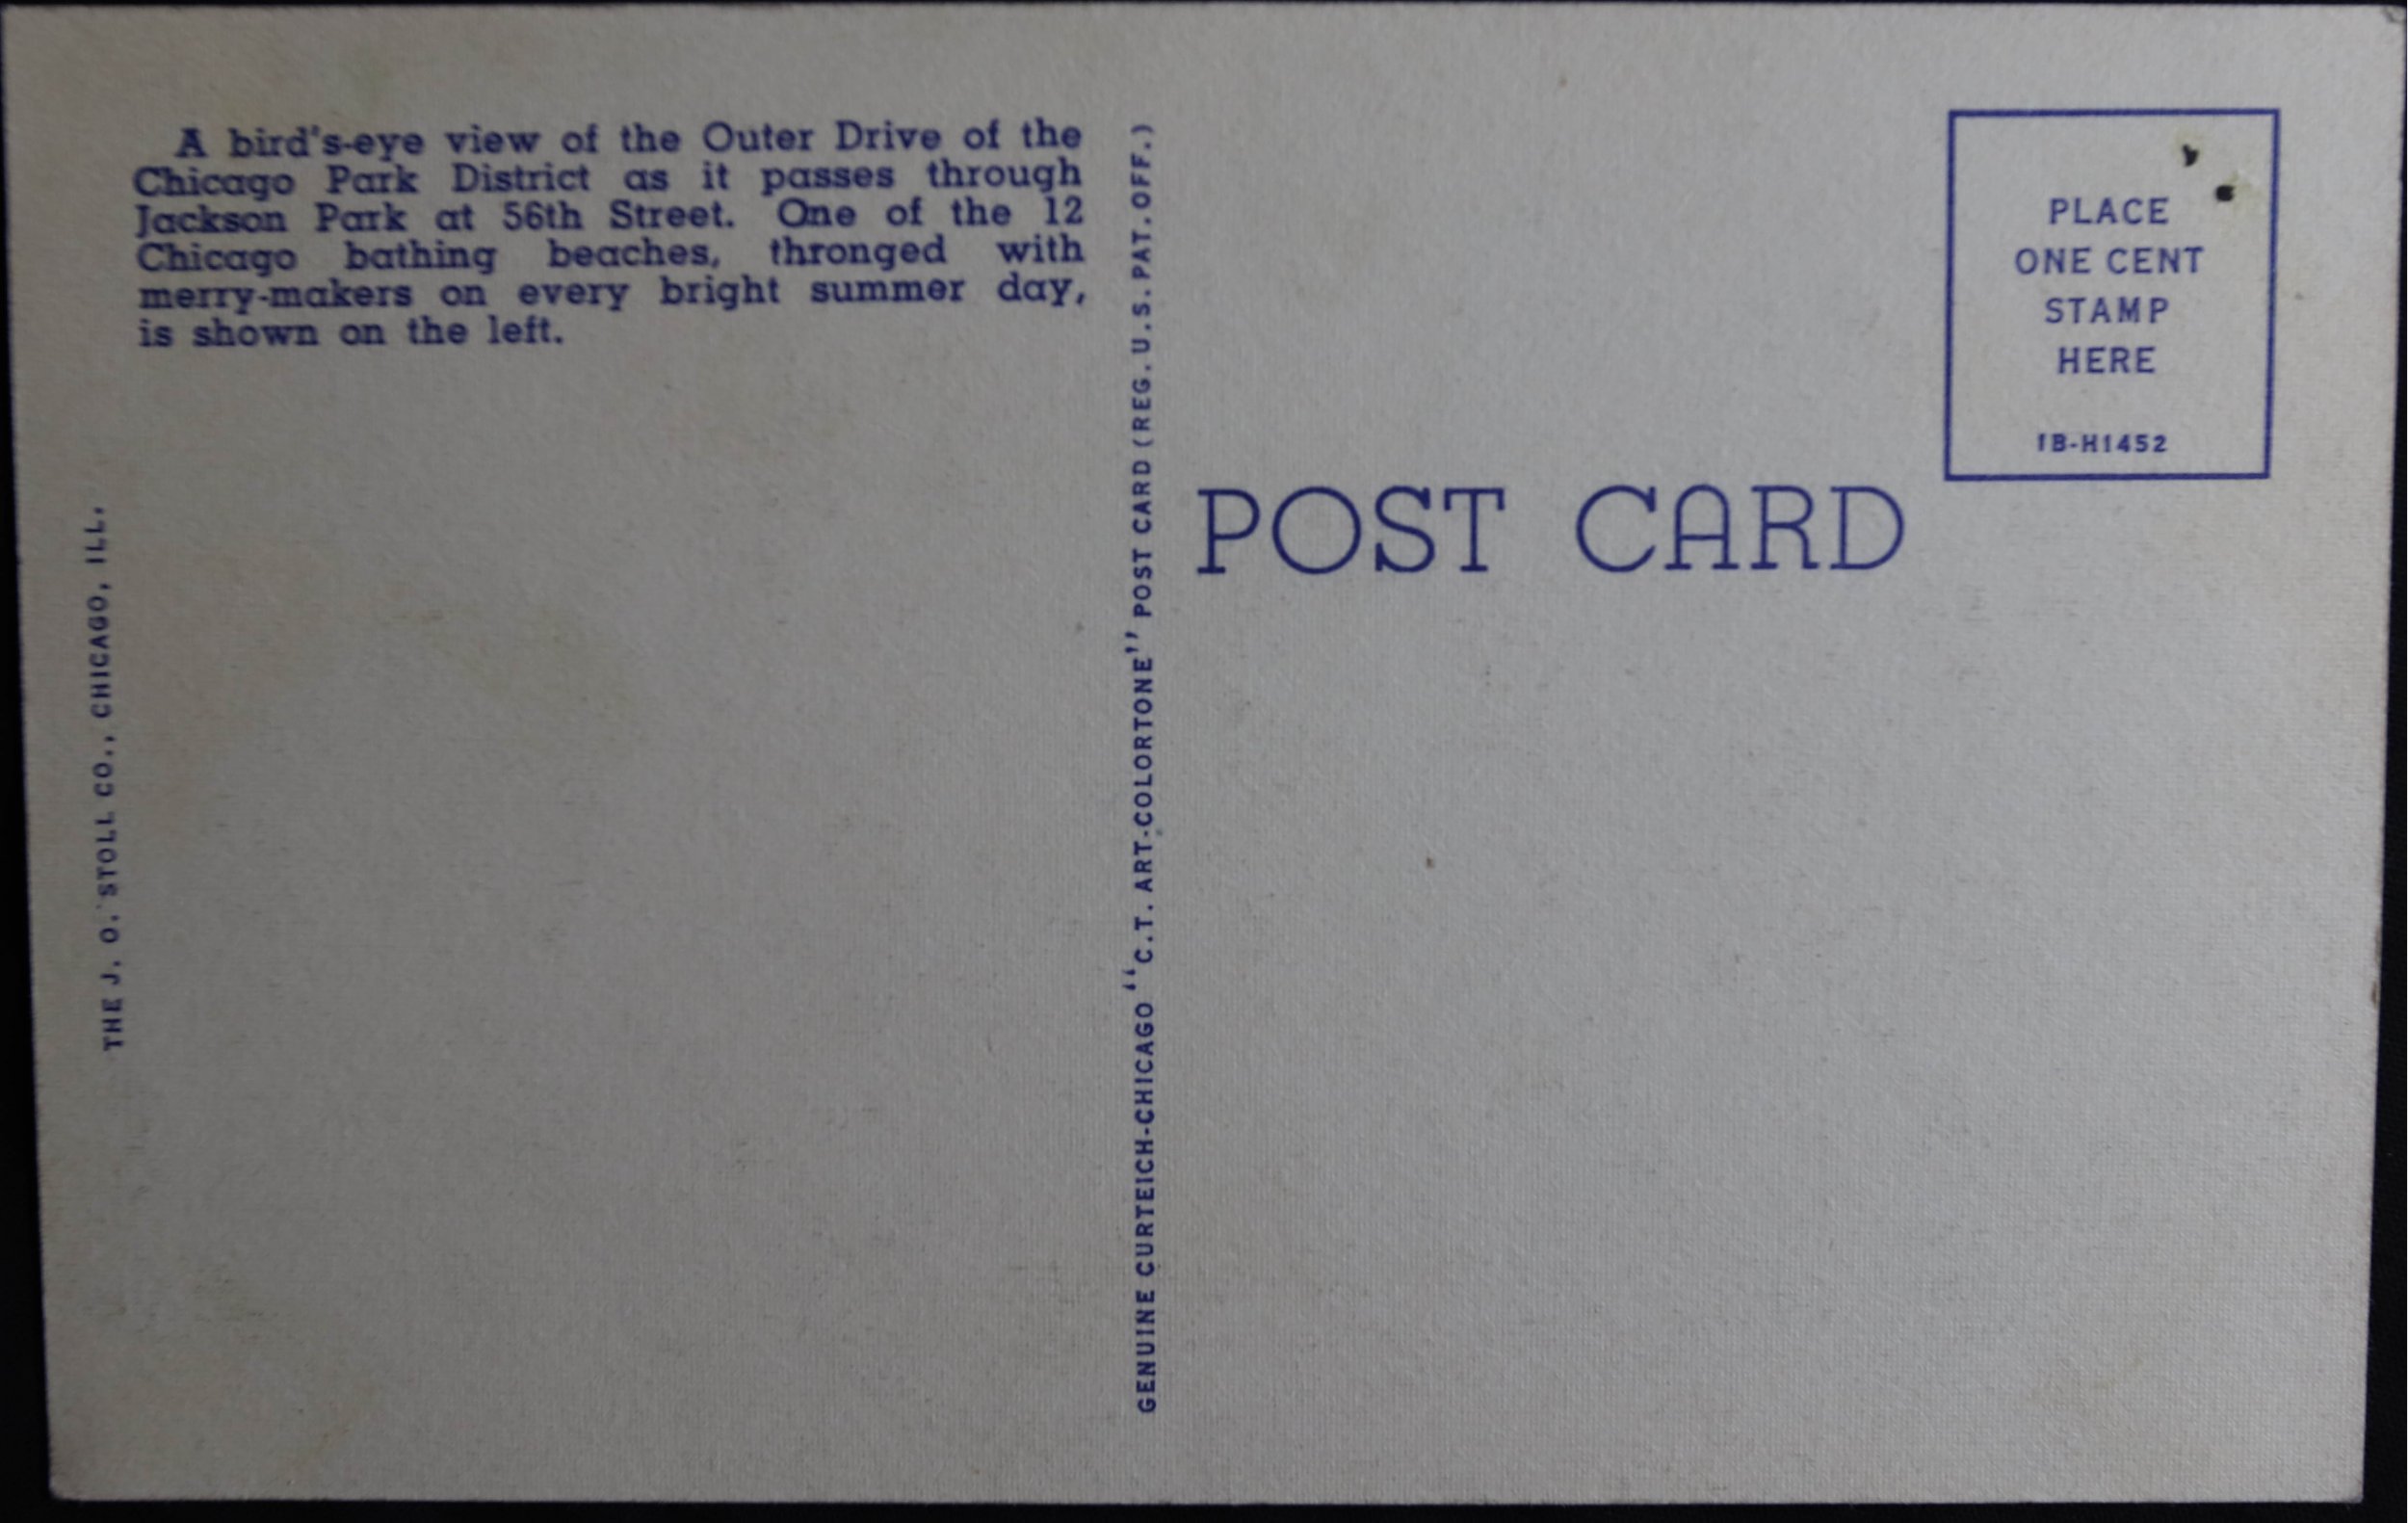 A bird's-eye view of the Outer Drive of the
Chicago Park District as it passes through
Jackson Park at 56th Street. One of the 12
Chicago bathing beaches, thronged with
merry-makers on every bright summer day,
is shown on the left.
THE J. O. STOLL CO., CHICAGO, ILL.
GENUINE CURTEICH-CHICAGO "C.T. ART-COLORTONE" POST CARD (REG. U.S. PAT. OFF.)
POST CARD
PLACE
ONE CENT
STAMP
HERE
1B-H1452